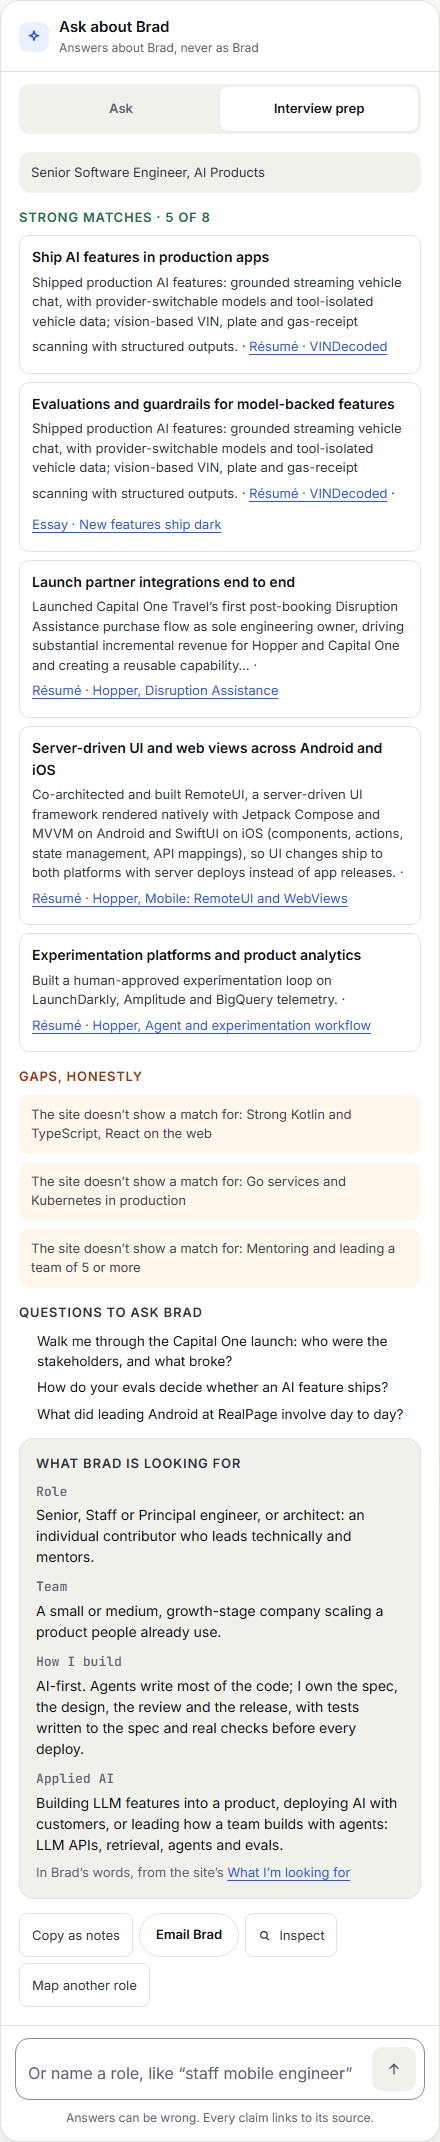 Ask about Brad
Answers about Brad, never as Brad
Ask
Interview prep
Senior Software Engineer, AI Products
STRONG MATCHES · 5 OF 8
Ship AI features in production apps
Shipped production AI features: grounded streaming vehicle
chat, with provider-switchable models and tool-isolated
vehicle data; vision-based VIN, plate and gas-receipt
scanning with structured outputs. · Résumé · VINDecoded
Evaluations and guardrails for model-backed features
Shipped production AI features: grounded streaming vehicle
chat, with provider-switchable models and tool-isolated
vehicle data; vision-based VIN, plate and gas-receipt
scanning with structured outputs. · Résumé · VINDecoded ·
Essay · New features ship dark
Launch partner integrations end to end
Launched Capital One Travel’s first post-booking Disruption
Assistance purchase flow as sole engineering owner, driving
substantial incremental revenue for Hopper and Capital One
and creating a reusable capability... ·
Résumé · Hopper, Disruption Assistance
Server-driven UI and web views across Android and
iOS
Co-architected and built RemoteUI, a server-driven UI
framework rendered natively with Jetpack Compose and
MVVM on Android and SwiftUI on iOS (components, actions,
state management, API mappings), so UI changes ship to
both platforms with server deploys instead of app releases. ·
Résumé · Hopper, Mobile: RemoteUI and WebViews
Experimentation platforms and product analytics
Built a human-approved experimentation loop on
LaunchDarkly, Amplitude and BigQuery telemetry. ·
Résumé · Hopper, Agent and experimentation workflow
GAPS, HONESTLY
The site doesn’t show a match for: Strong Kotlin and
TypeScript, React on the web
The site doesn’t show a match for: Go services and
Kubernetes in production
The site doesn’t show a match for: Mentoring and leading a
team of 5 or more
QUESTIONS TO ASK BRAD
Walk me through the Capital One launch: who were the
stakeholders, and what broke?
How do your evals decide whether an AI feature ships?
What did leading Android at RealPage involve day to day?
WHAT BRAD IS LOOKING FOR
Role
Senior, Staff or Principal engineer, or architect: an
individual contributor who leads technically and
mentors.
Team
A small or medium, growth-stage company scaling a
product people already use.
How I build
AI-first. Agents write most of the code; I own the spec,
the design, the review and the release, with tests
written to the spec and real checks before every
deploy.
Applied AI
Building LLM features into a product, deploying AI with
customers, or leading how a team builds with agents:
LLM APIs, retrieval, agents and evals.
In Brad’s words, from the site’s What I’m looking for
Copy as notes
Email Brad
Inspect
Map another role
Or name a role, like “staff mobile engineer”
Answers can be wrong. Every claim links to its source.